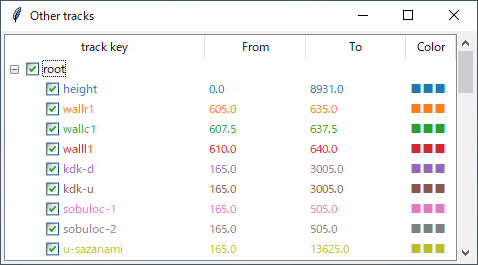 Other tracks
track key From To Color
root
height 0.0 8931.0 ■■■
wallr1 605.0 635.0 ■■■
wallc1 607.5 637.5 ■■■
walll1 610.0 640.0 ■■■
kdk-d 165.0 3005.0 ■■■
kdk-u 165.0 3005.0 ■■■
sobuloc-1 165.0 505.0 ■■■
sobuloc-2 165.0 505.0 ■■■
u-sazanami 165.0 13625.0 ■■■